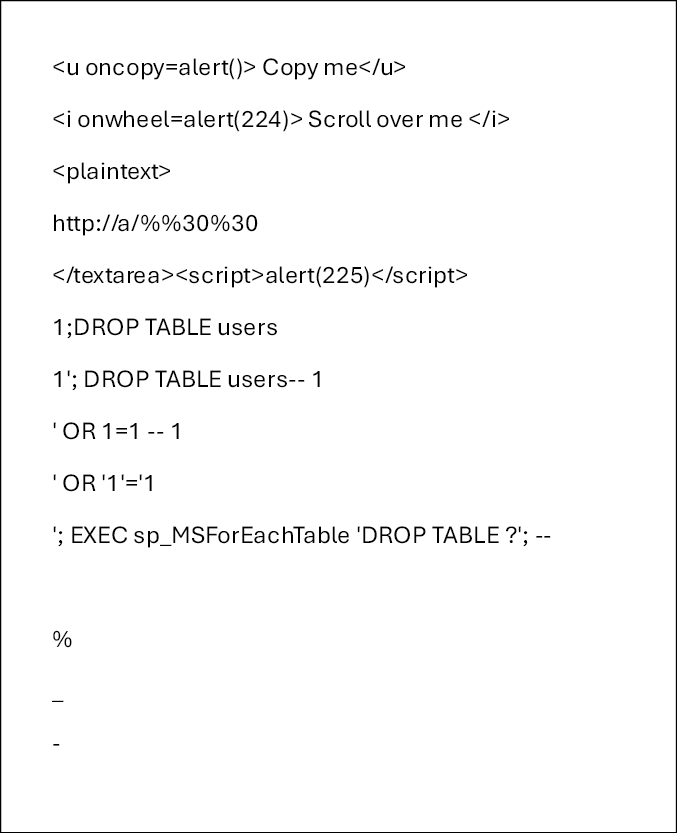 <u oncopy=alert()> Copy me</u>
<i onwheel=alert(224)> Scroll over me </i>
<plaintext>
http://a/%%30%30
</textarea><script>alert(225)</script>
1;DROP TABLE users
1'; DROP TABLE users-- 1
' OR 1=1 -- 1
' OR '1'='1
'; EXEC sp_MSForEachTable 'DROP TABLE ?'; --
%
_
-